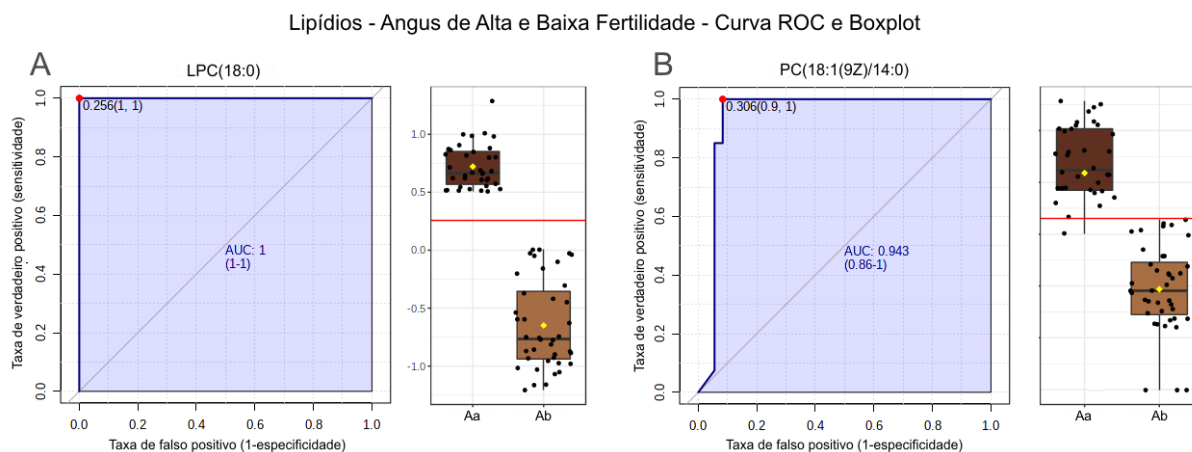 Lipídios - Angus de Alta e Baixa Fertilidade - Curva ROC e Boxplot
A
LPC(18:0)
Taxa de verdadeiro positivo (sensitividade)
1.0
0.8
0.6
0.4
0.2
0.0
0.256(1, 1)
AUC: 1
(1-1)
0.0 0.2 0.4 0.6 0.8 1.0
Taxa de falso positivo (1-especificidade)
1.0
0.5
0.0
-0.5
-1.0
Aa Ab
B
PC(18:1(9Z)/14:0)
Taxa de verdadeiro positivo (sensitividade)
1.0
0.8
0.6
0.4
0.2
0.0
0.306(0.9, 1)
AUC: 0.943
(0.86-1)
0.0 0.2 0.4 0.6 0.8 1.0
Taxa de falso positivo (1-especificidade)
Aa Ab